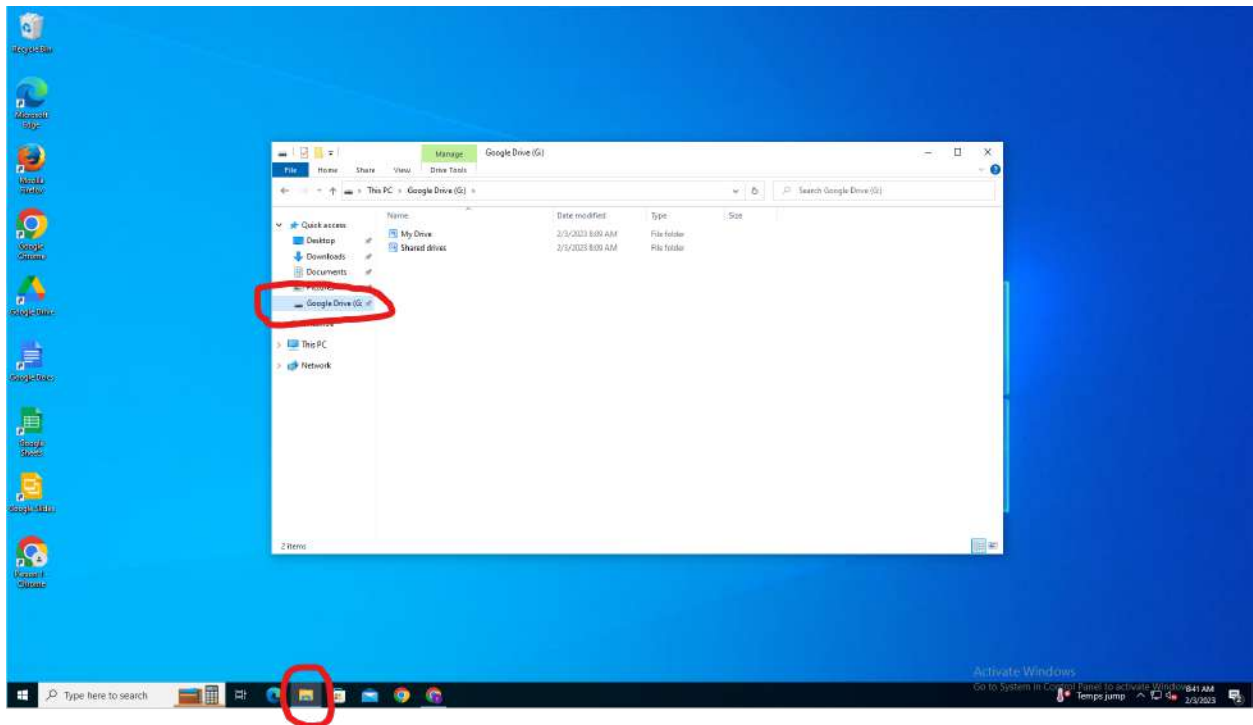 Recycle Bin
Microsoft
Edge
Mozilla
Firefox
Google
Chrome
Google Drive
Google Docs
Google
Sheets
Google Slides
Chrome
Manage
Google Drive (G:)
File
Home
Share
View
Drive Tools
This PC
Google Drive (G:)
Search Google Drive (G:)
Name
Date modified
Type
Size
Quick access
Desktop
Downloads
Documents
Google Drive (G:
This PC
Network
My Drive
2/3/2023 8:09 AM
File folder
Shared drives
2/3/2023 8:09 AM
File folder
2 items
Activate Windows
Go to System in Control Panel to activate Windows
Type here to search
Temps jump
8:41 AM
2/3/2023